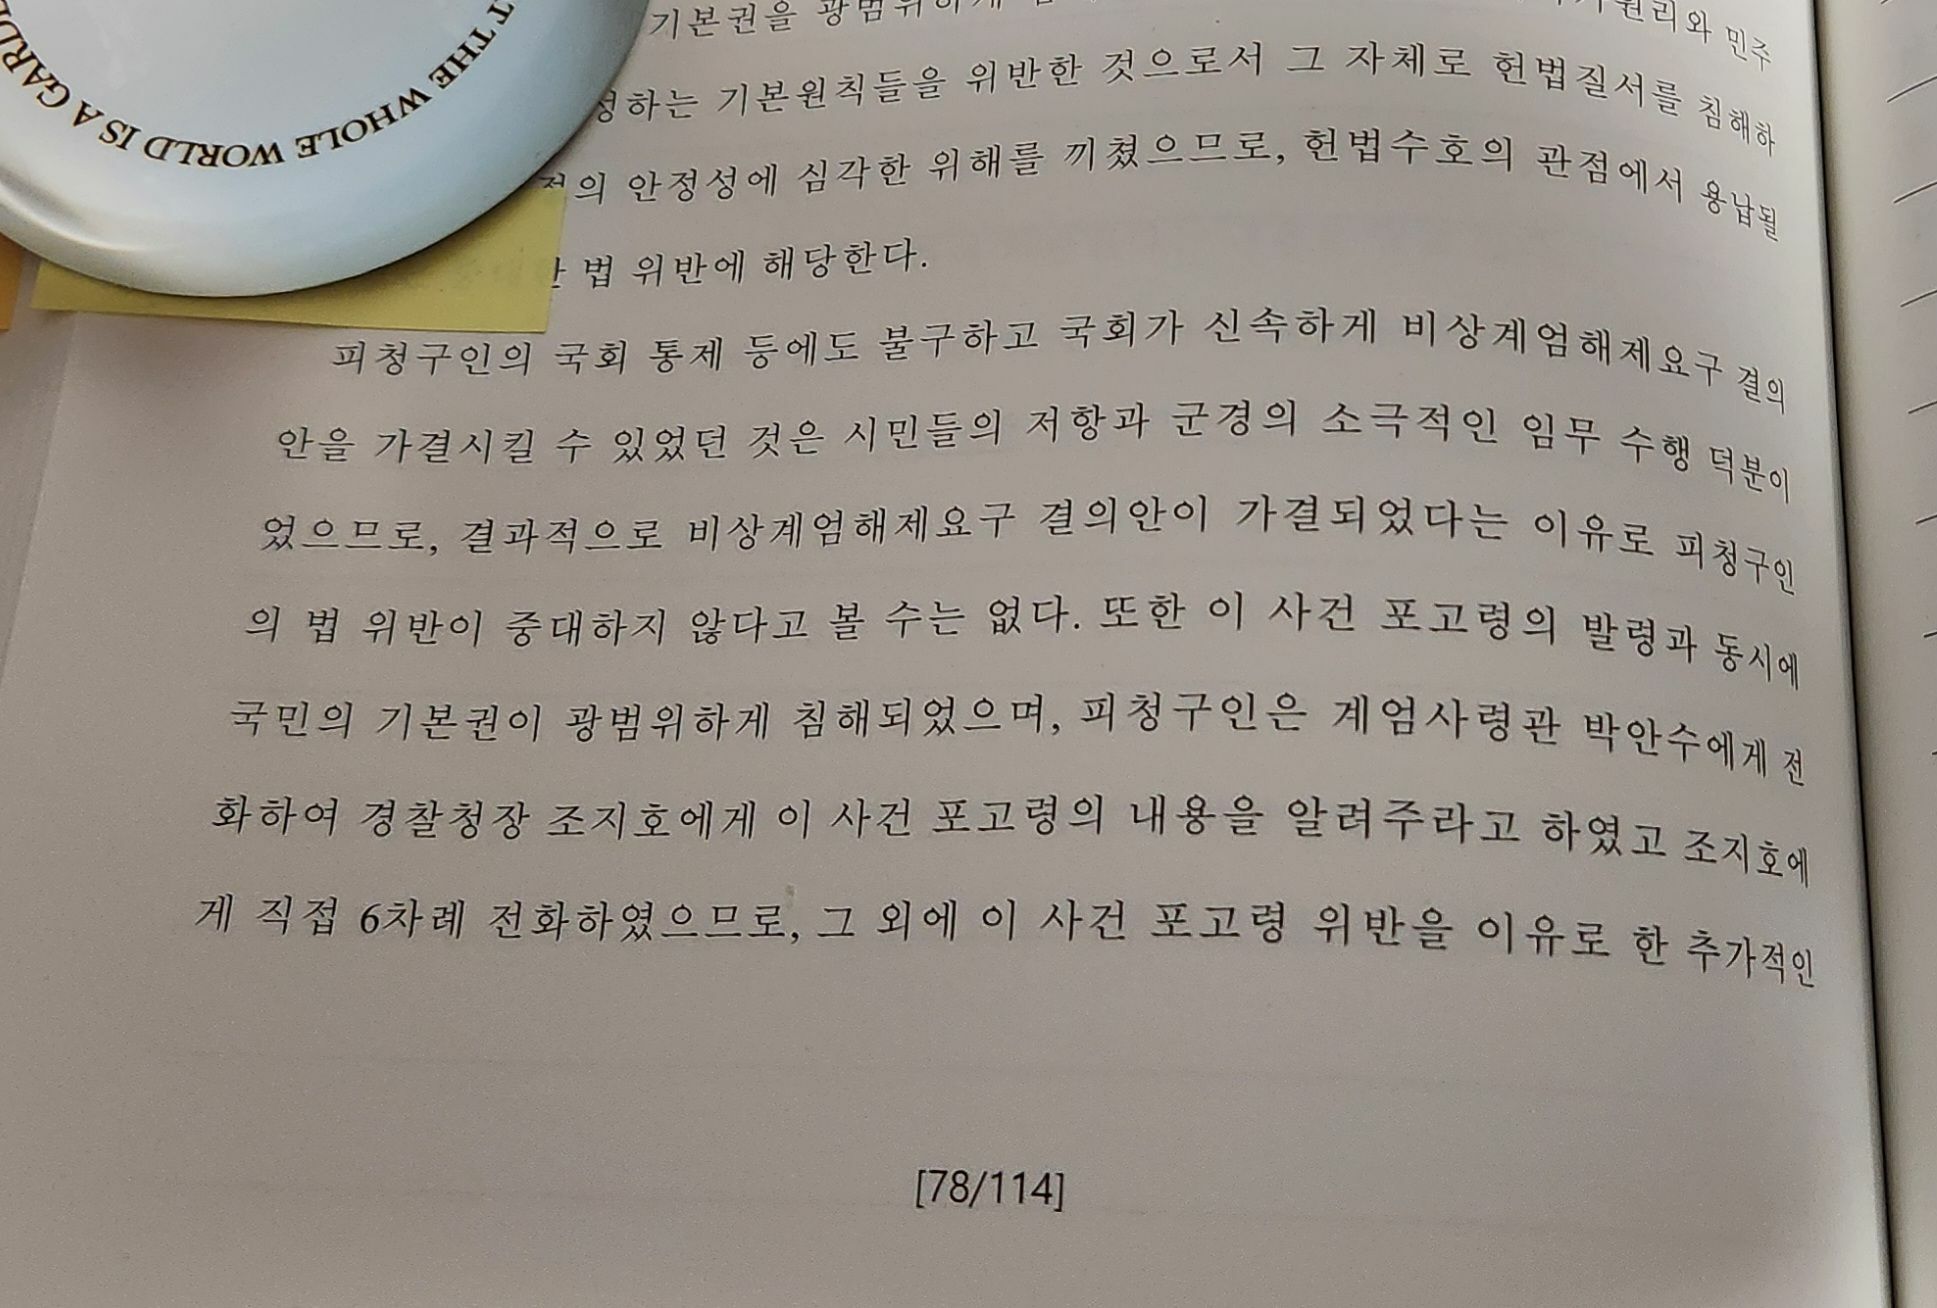 THE WHOLE WORLD IS A
기본권을 광범위하게 민주
기본원칙들을 위반한 것으로서 그 자체로 헌법질서를 침해하
안정성에 심각한 위해를 끼쳤으므로, 헌법수호의 관점에서 용납될
법 위반에 해당한다.
피청구인의 국회 통제 등에도 불구하고 국회가 신속하게 비상계엄해제요구 결의
안을 가결시킬 수 있었던 것은 시민들의 저항과 군경의 소극적인 임무 수행 덕분이
었으므로, 결과적으로 비상계엄해제요구 결의안이 가결되었다는 이유로 피청구인
의 법 위반이 중대하지 않다고 볼 수는 없다. 또한 이 사건 포고령의 발령과 동시에
국민의 기본권이 광범위하게 침해되었으며, 피청구인은 계엄사령관 박안수에게 전
화하여 경찰청장 조지호에게 이 사건 포고령의 내용을 알려주라고 하였고 조지호에
게 직접 6차례 전화하였으므로, 그 외에 이 사건 포고령 위반을 이유로 한 추가적인
[78/114]